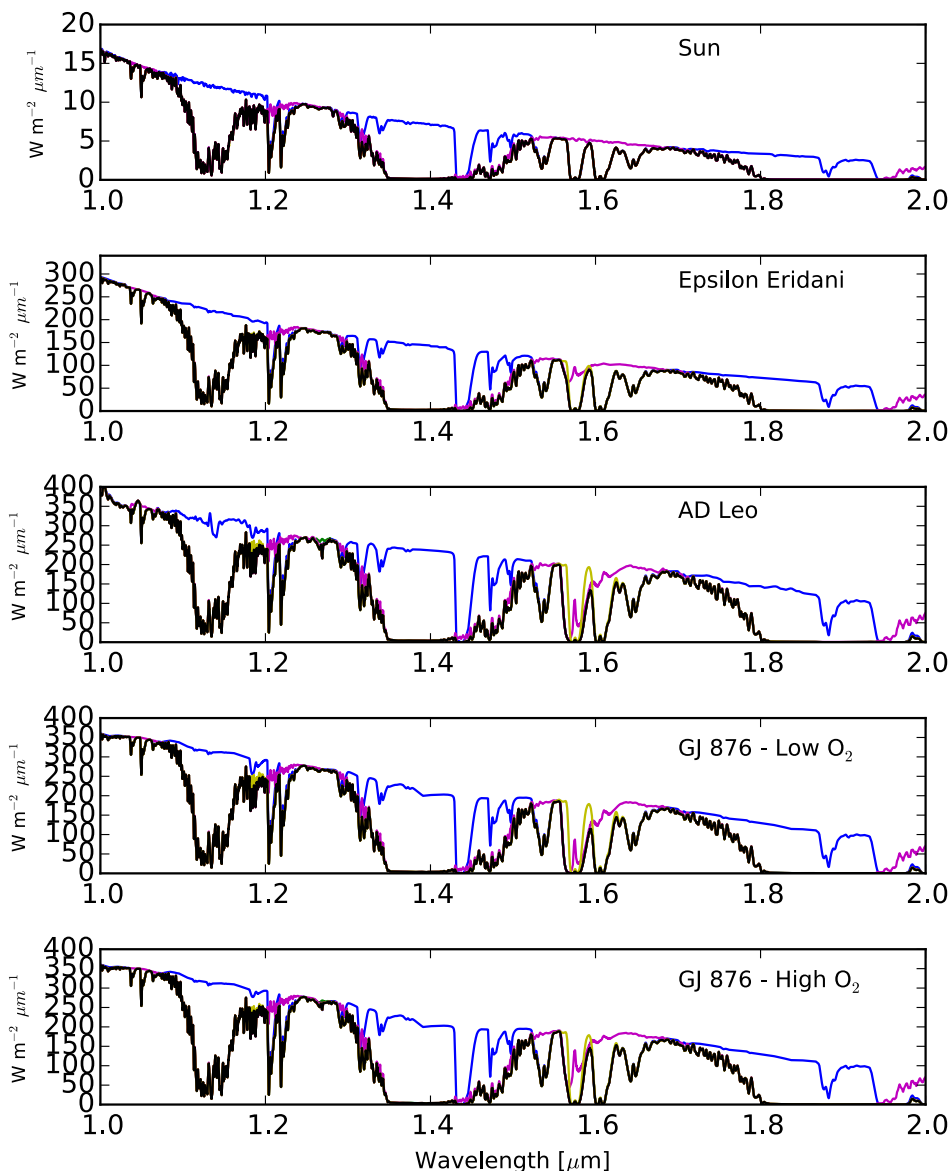 20
15
10
5
0
W m⁻² μm⁻¹
Sun
1.0 1.2 1.4 1.6 1.8 2.0
300
250
200
150
100
50
0
W m⁻² μm⁻¹
Epsilon Eridani
1.0 1.2 1.4 1.6 1.8 2.0
400
350
300
250
200
150
100
50
0
W m⁻² μm⁻¹
AD Leo
1.0 1.2 1.4 1.6 1.8 2.0
400
350
300
250
200
150
100
50
0
W m⁻² μm⁻¹
GJ 876 - Low O₂
1.0 1.2 1.4 1.6 1.8 2.0
400
350
300
250
200
150
100
50
0
W m⁻² μm⁻¹
GJ 876 - High O₂
1.0 1.2 1.4 1.6 1.8 2.0
Wavelength [μm]